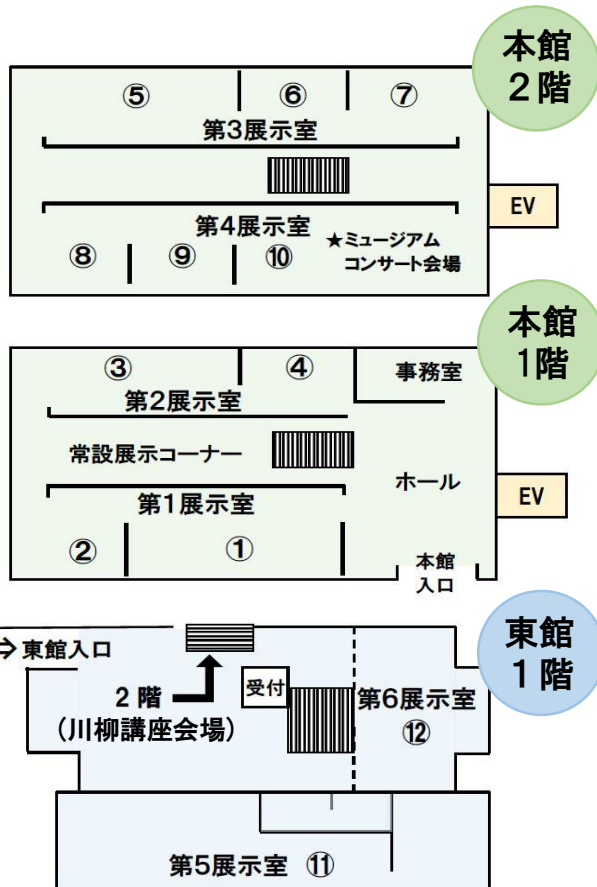 本館
２階
⑤ ⑥ ⑦
第3展示室
EV
第4展示室
⑧ ⑨ ⑩
★ミュージアム
コンサート会場
本館
1階
③ ④ 事務室
第2展示室
常設展示コーナー
ホール
EV
第1展示室
② ①
本館
入口
東館
１階
⇒東館入口
2階
(川柳講座会場)
受付
第6展示室
⑫
第5展示室 ⑪